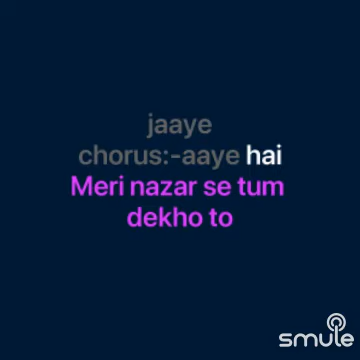 jaaye
chorus:-aaye hai
Meri nazar se tum
dekho to
smule